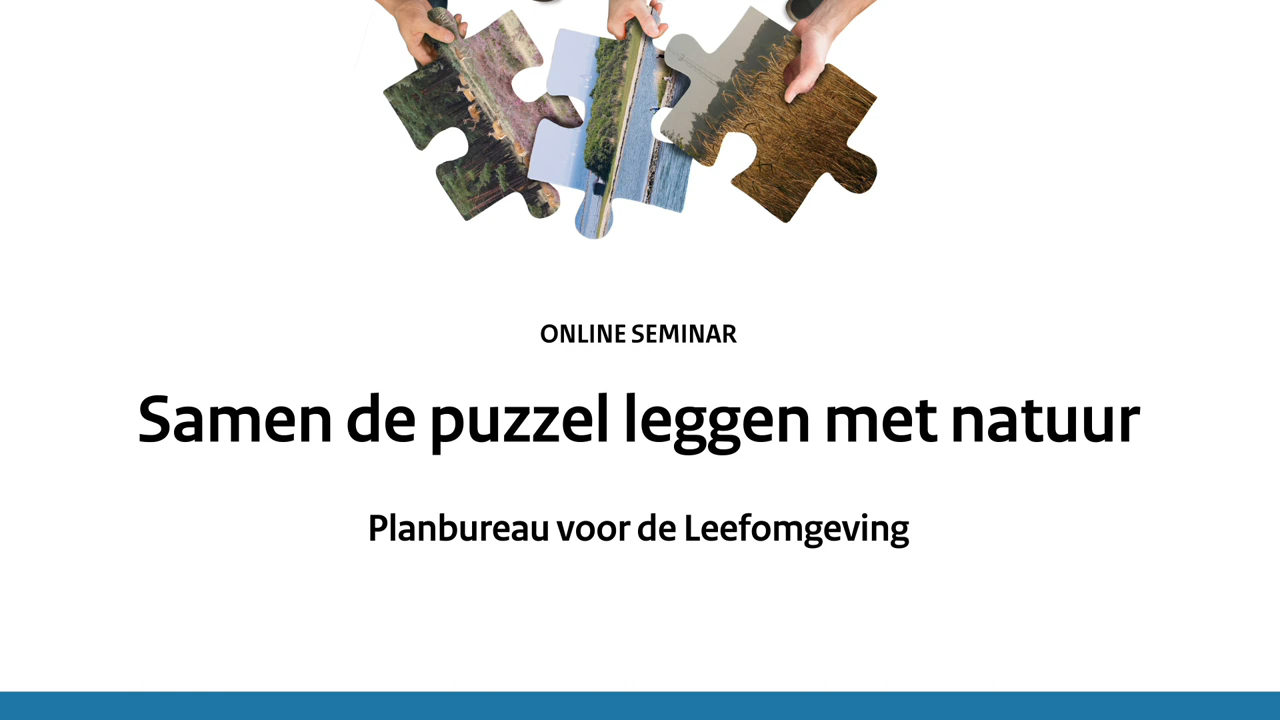 ONLINE SEMINAR
Samen de puzzel leggen met natuur
Planbureau voor de Leefomgeving